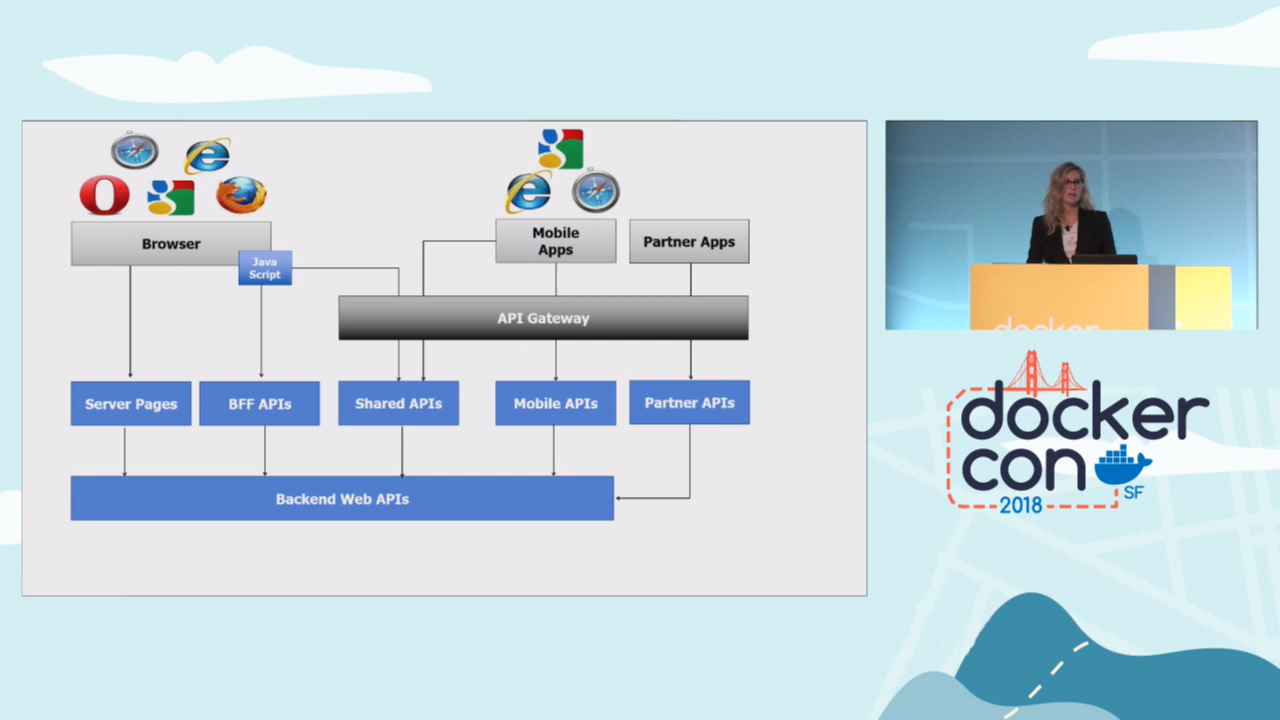 Browser
Java
Script
Mobile
Apps
Partner Apps
API Gateway
Server Pages
BFF APIs
Shared APIs
Mobile APIs
Partner APIs
Backend Web APIs
docker
docker
con
2018
SF